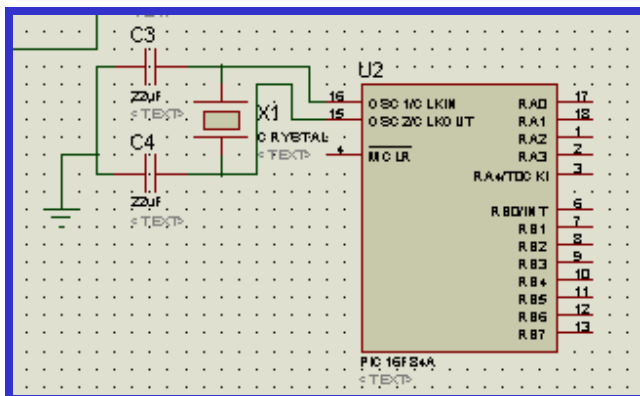 C3
22uF
<TEXT>
C4
22uF
<TEXT>
X1
CRYSTAL
<TEXT>
U2
16 OSC1/CLKIN
15 OSC2/CLKOUT
4 MCLR
RA0 17
RA1 18
RA2 1
RA3 2
RA4/T0CKI 3
RB0/INT 6
RB1 7
RB2 8
RB3 9
RB4 10
RB5 11
RB6 12
RB7 13
PIC16F84A
<TEXT>